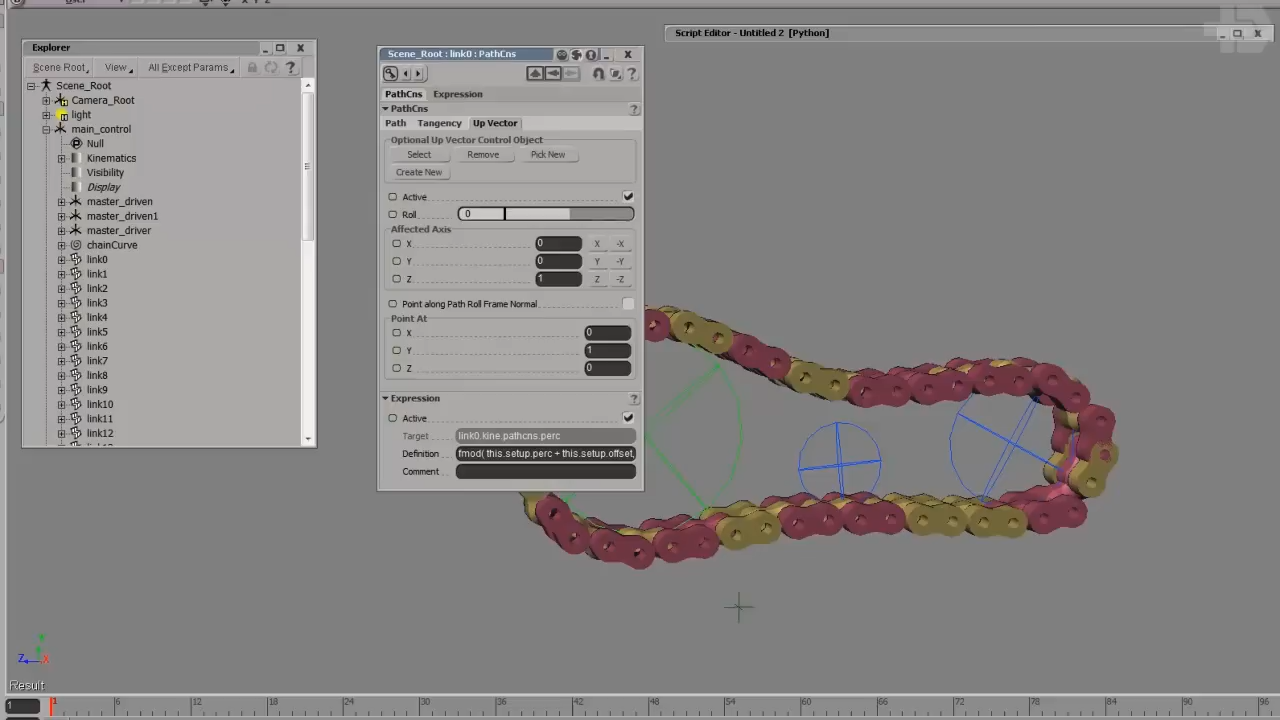 Script Editor - Untitled 2 [Python]
Explorer
Scene Root View All Except Params ?
Scene_Root
Camera_Root
light
main_control
Null
Kinematics
Visibility
Display
master_driven
master_driven1
master_driver
chainCurve
link0
link1
link2
link3
link4
link5
link6
link7
link8
link9
link10
link11
link12
Scene_Root : link0 : PathCns
?
PathCns Expression
PathCns ?
Path Tangency Up Vector
Optional Up Vector Control Object
Select Remove Pick New
Create New
Active
Roll 0
Affected Axis
X 0 X -X
Y 0 Y -Y
Z 1 Z -Z
Point along Path Roll Frame Normal
Point At
X 0
Y 1
Z 0
Expression ?
Active
Target link0.kine.pathcns.perc
Definition fmod( this.setup.perc + this.setup.offset,
Comment
Z X
Result
1 1 6 12 18 24 30 36 42 48 54 60 66 72 78 84 90 96